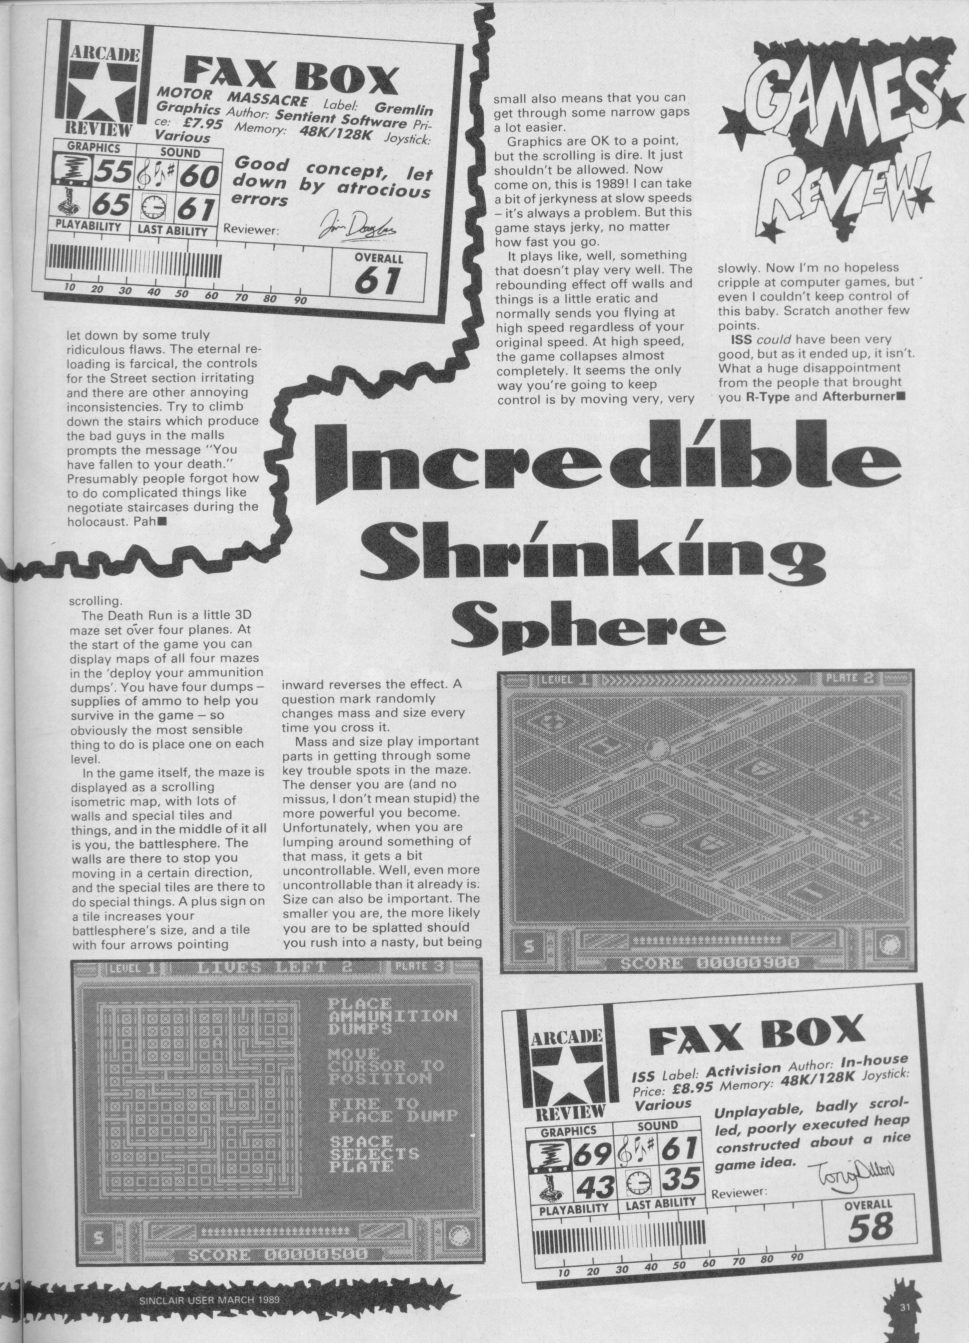 ARCADE
REVIEW
FAX BOX
MOTOR MASSACRE Label: Gremlin
Graphics Author: Sentient Software Pri-
ce: £7.95 Memory: 48K/128K Joystick:
Various
GRAPHICS
SOUND
55
60
65
61
PLAYABILITY
LAST ABILITY
Good concept, let
down by atrocious
errors
Reviewer:
Jim Douglas
OVERALL
61
10 20 30 40 50 60 70 80 90
let down by some truly
ridiculous flaws. The eternal re-
loading is farcical, the controls
for the Street section irritating
and there are other annoying
inconsistencies. Try to climb
down the stairs which produce
the bad guys in the malls
prompts the message "You
have fallen to your death."
Presumably people forgot how
to do complicated things like
negotiate staircases during the
holocaust. Pah■
GAMES
REVIEW
Incredible
Shrinking
Sphere
scrolling.
The Death Run is a little 3D
maze set over four planes. At
the start of the game you can
display maps of all four mazes
in the 'deploy your ammunition
dumps'. You have four dumps –
supplies of ammo to help you
survive in the game – so
obviously the most sensible
thing to do is place one on each
level.
In the game itself, the maze is
displayed as a scrolling
isometric map, with lots of
walls and special tiles and
things, and in the middle of it all
is you, the battlesphere. The
walls are there to stop you
moving in a certain direction,
and the special tiles are there to
do special things. A plus sign on
a tile increases your
battlesphere's size, and a tile
with four arrows pointing
inward reverses the effect. A
question mark randomly
changes mass and size every
time you cross it.
Mass and size play important
parts in getting through some
key trouble spots in the maze.
The denser you are (and no
missus, I don't mean stupid) the
more powerful you become.
Unfortunately, when you are
lumping around something of
that mass, it gets a bit
uncontrollable. Well, even more
uncontrollable than it already is.
Size can also be important. The
smaller you are, the more likely
you are to be splatted should
you rush into a nasty, but being
small also means that you can
get through some narrow gaps
a lot easier.
Graphics are OK to a point,
but the scrolling is dire. It just
shouldn't be allowed. Now
come on, this is 1989! I can take
a bit of jerkyness at slow speeds
– it's always a problem. But this
game stays jerky, no matter
how fast you go.
It plays like, well, something
that doesn't play very well. The
rebounding effect off walls and
things is a little eratic and
normally sends you flying at
high speed regardless of your
original speed. At high speed,
the game collapses almost
completely. It seems the only
way you're going to keep
control is by moving very, very
slowly. Now I'm no hopeless
cripple at computer games, but
even I couldn't keep control of
this baby. Scratch another few
points.
ISS could have been very
good, but as it ended up, it isn't.
What a huge disappointment
from the people that brought
you R-Type and Afterburner■
LEVEL 1
PLATE 2
S
SCORE 00000900
LEVEL 1
LIVES LEFT 2
PLATE 3
PLACE
AMMUNITION
DUMPS
MOVE
CURSOR TO
POSITION
FIRE TO
PLACE DUMP
SPACE
SELECTS
PLATE
S
SCORE 00000500
ARCADE
REVIEW
FAX BOX
ISS Label: Activision Author: In-house
Price: £8.95 Memory: 48K/128K Joystick:
Various
GRAPHICS
SOUND
69
61
43
35
PLAYABILITY
LAST ABILITY
Unplayable, badly scrol-
led, poorly executed heap
constructed about a nice
game idea.
Reviewer:
Tony Dillon
OVERALL
58
10 20 30 40 50 60 70 80 90
SINCLAIR USER MARCH 1989
31